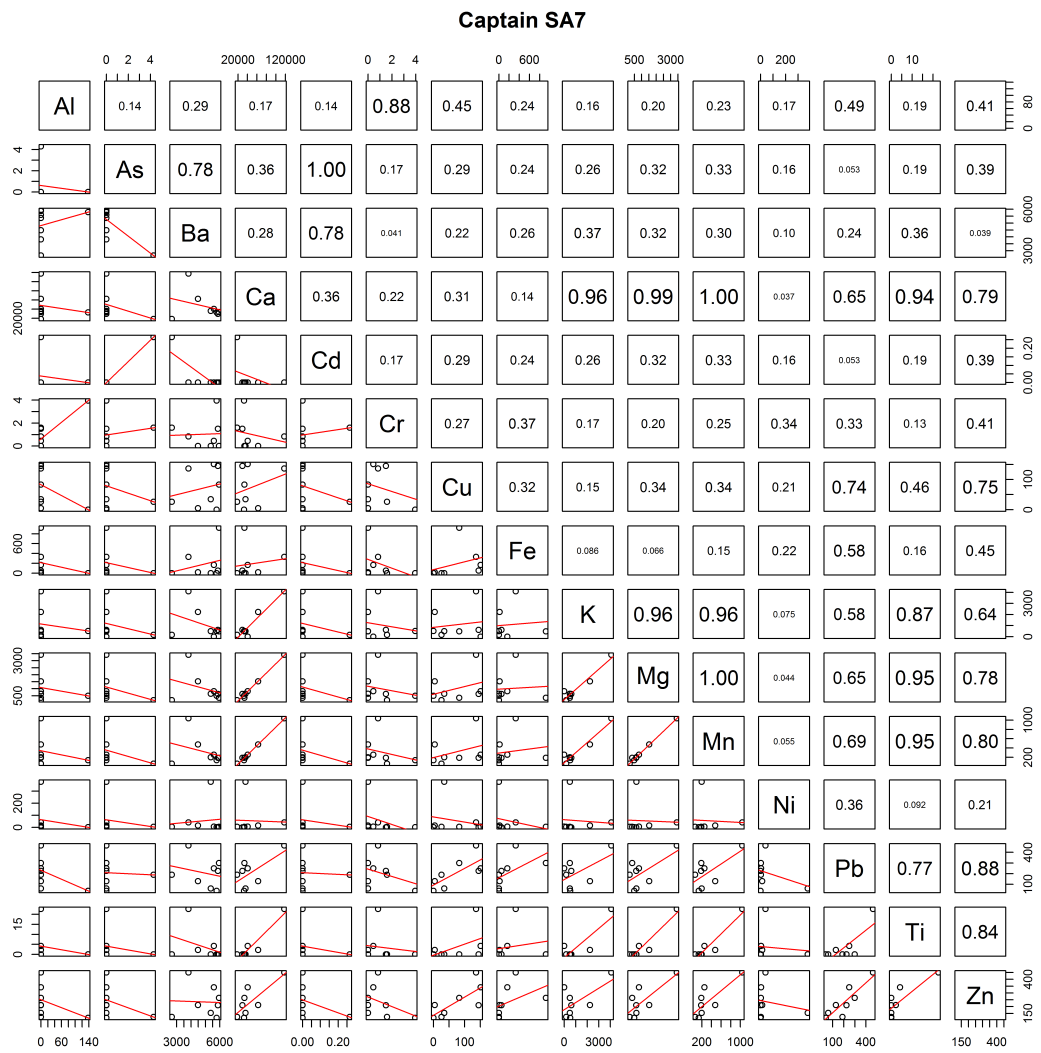 Captain SA7
0 2 4 20000 120000 0 2 4 0 600 500 3000 0 200 0 10
Al 0.14 0.29 0.17 0.14 0.88 0.45 0.24 0.16 0.20 0.23 0.17 0.49 0.19 0.41 0 80
0 2 4 As 0.78 0.36 1.00 0.17 0.29 0.24 0.26 0.32 0.33 0.16 0.053 0.19 0.39
Ba 0.28 0.78 0.041 0.22 0.26 0.37 0.32 0.30 0.10 0.24 0.36 0.039 3000 6000
20000 Ca 0.36 0.22 0.31 0.14 0.96 0.99 1.00 0.037 0.65 0.94 0.79
Cd 0.17 0.29 0.24 0.26 0.32 0.33 0.16 0.053 0.19 0.39 0.00 0.20
0 2 4 Cr 0.27 0.37 0.17 0.20 0.25 0.34 0.33 0.13 0.41
Cu 0.32 0.15 0.34 0.34 0.21 0.74 0.46 0.75 0 100
0 600 Fe 0.086 0.066 0.15 0.22 0.58 0.16 0.45
K 0.96 0.96 0.075 0.58 0.87 0.64 0 3000
500 3000 Mg 1.00 0.044 0.65 0.95 0.78
Mn 0.055 0.69 0.95 0.80 200 1000
0 200 Ni 0.36 0.092 0.21
Pb 0.77 0.88 100 400
0 15 Ti 0.84
Zn 150 400
0 60 140 3000 6000 0.00 0.20 0 100 0 3000 200 1000 100 400 150 400